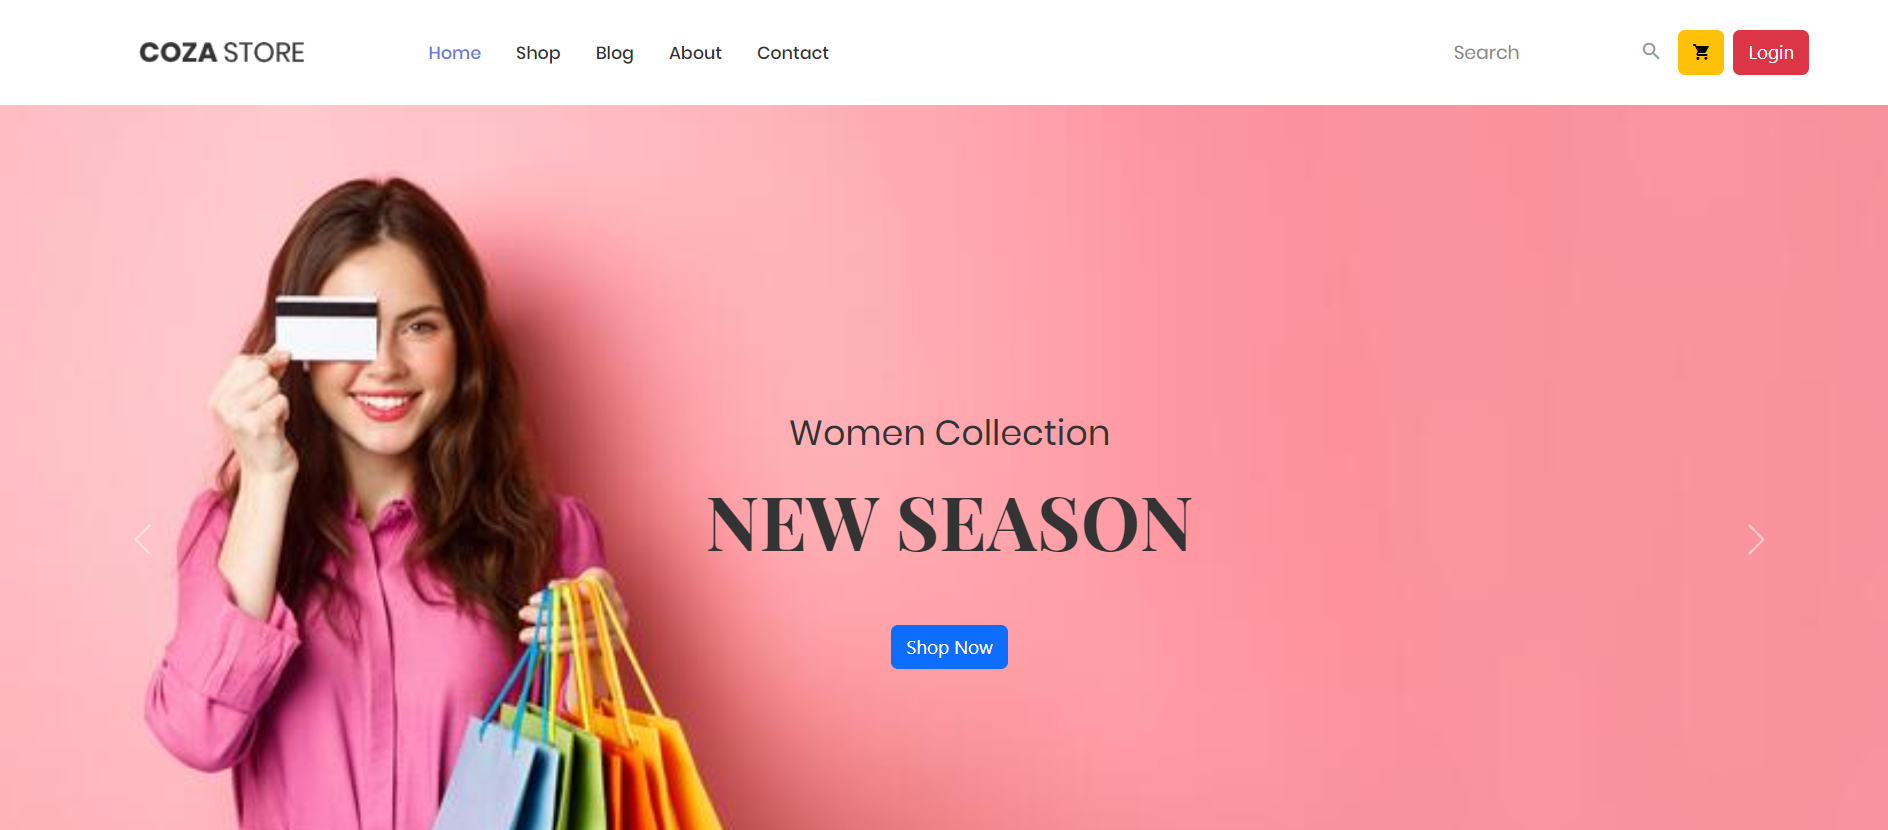 COZA STORE
Home Shop Blog About Contact
Search
Login
Women Collection
NEW SEASON
Shop Now